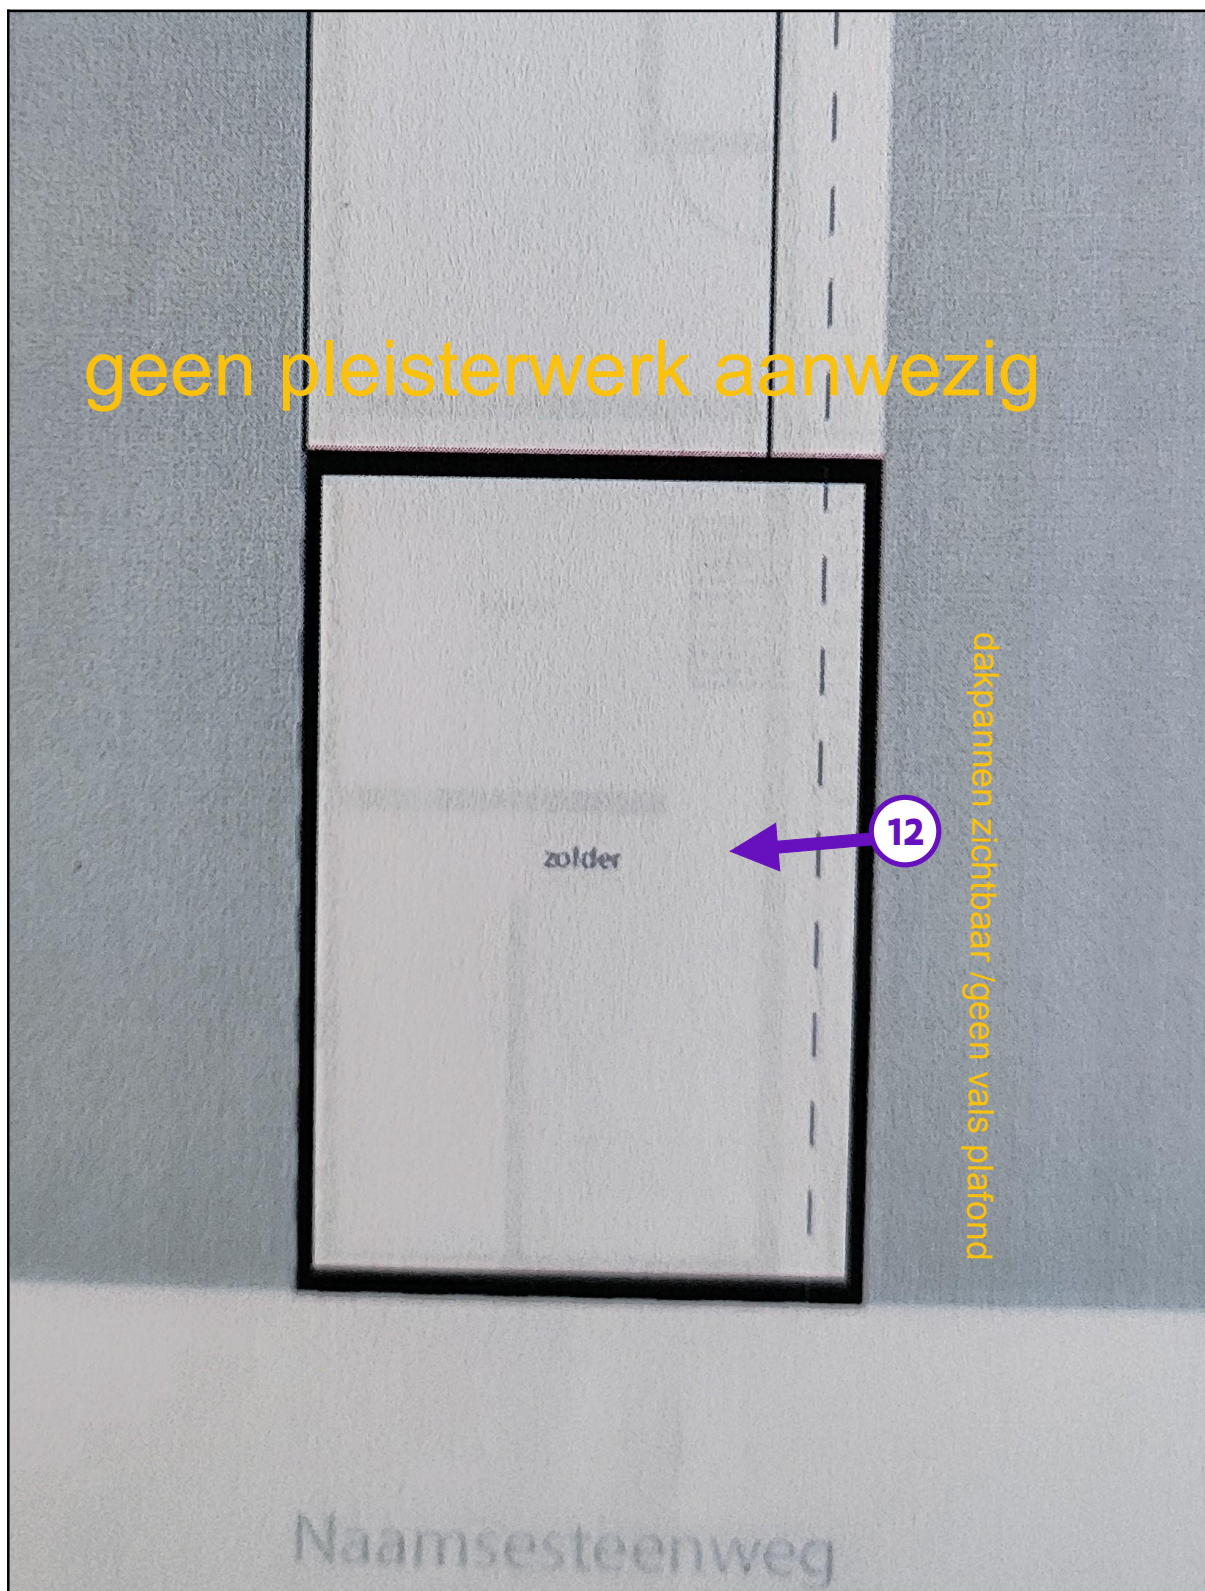 geen pleisterwerk aanwezig
dakpannen zichtbaar /geen vals plafond
12
zolder
Naamsesteenweg